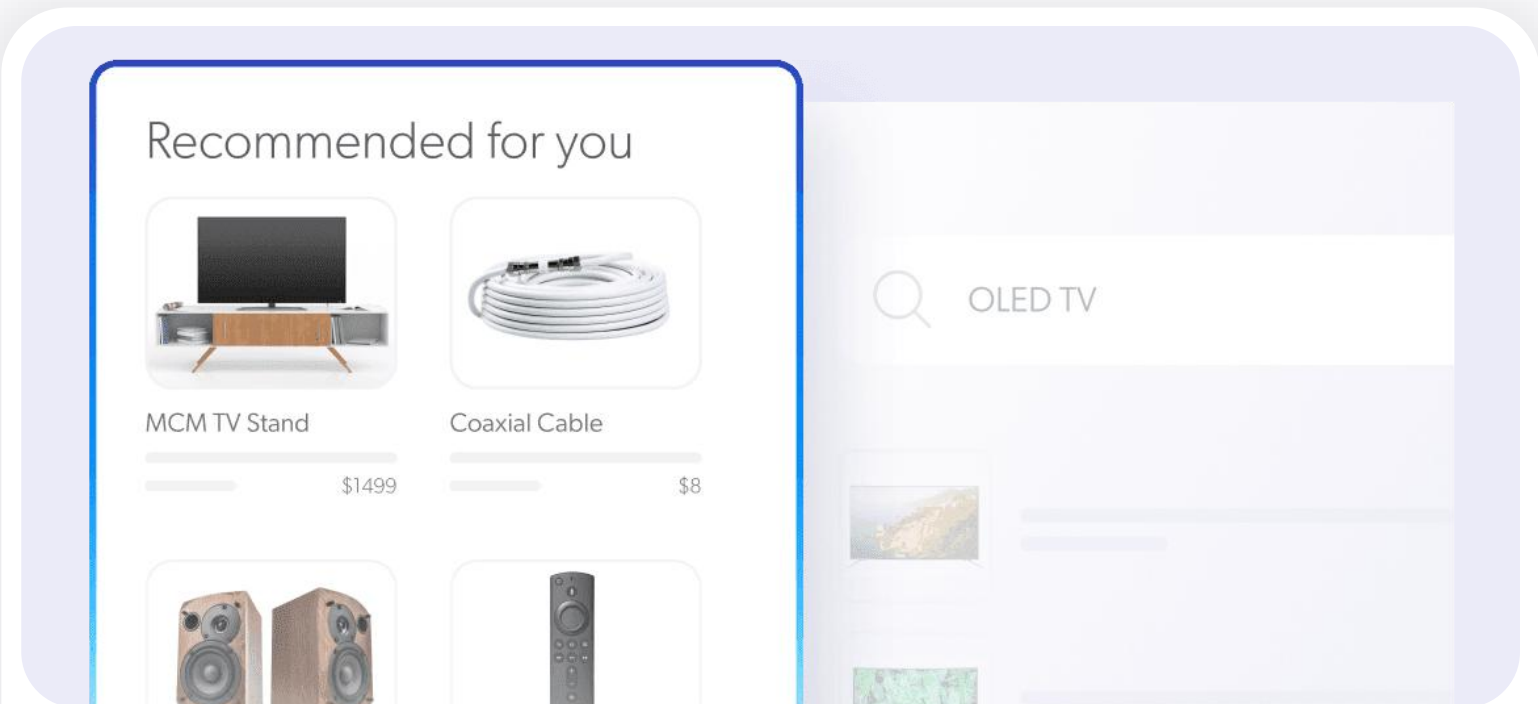 Recommended for you
OLED TV
MCM TV Stand
Coaxial Cable
$1499
$8